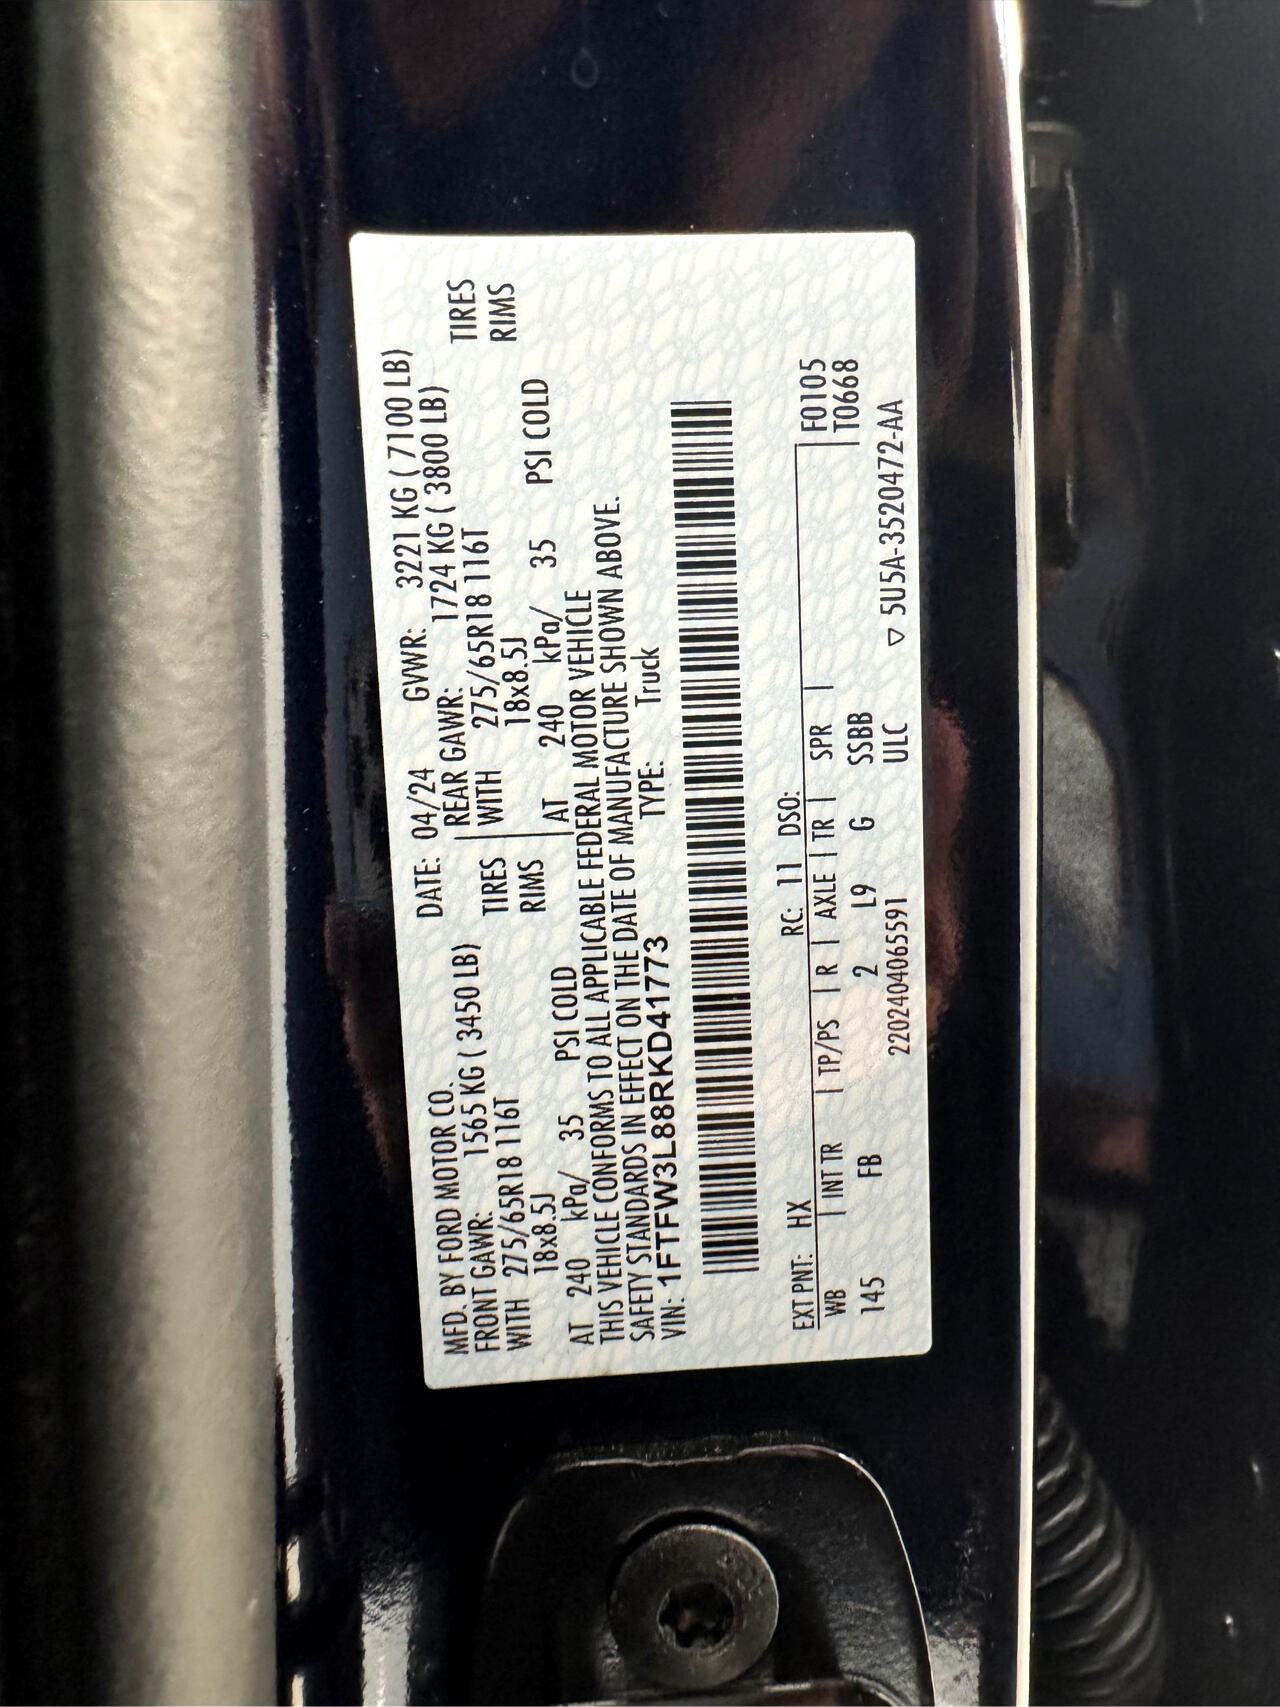 MFD. BY FORD MOTOR CO. DATE: 04/24 GVWR: 3221 KG ( 7100 LB)
FRONT GAWR: 1565 KG ( 3450 LB) REAR GAWR: 1724 KG ( 3800 LB)
WITH 275/65R18 116T TIRES | WITH 275/65R18 116T TIRES
18x8.5J RIMS | 18x8.5J RIMS
AT 240 kPa/ 35 PSI COLD | AT 240 kPa/ 35 PSI COLD
THIS VEHICLE CONFORMS TO ALL APPLICABLE FEDERAL MOTOR VEHICLE
SAFETY STANDARDS IN EFFECT ON THE DATE OF MANUFACTURE SHOWN ABOVE.
VIN: 1FTFW3L88RKD41773 TYPE: Truck
EXT PNT: HX RC: 11 DSO: F0105
WB | INT TR | TP/PS | R | AXLE | TR | SPR | T0668
145 FB 2 L9 G SSBB
220240406559​1 ULC ▽ 5U5A-3520472-AA